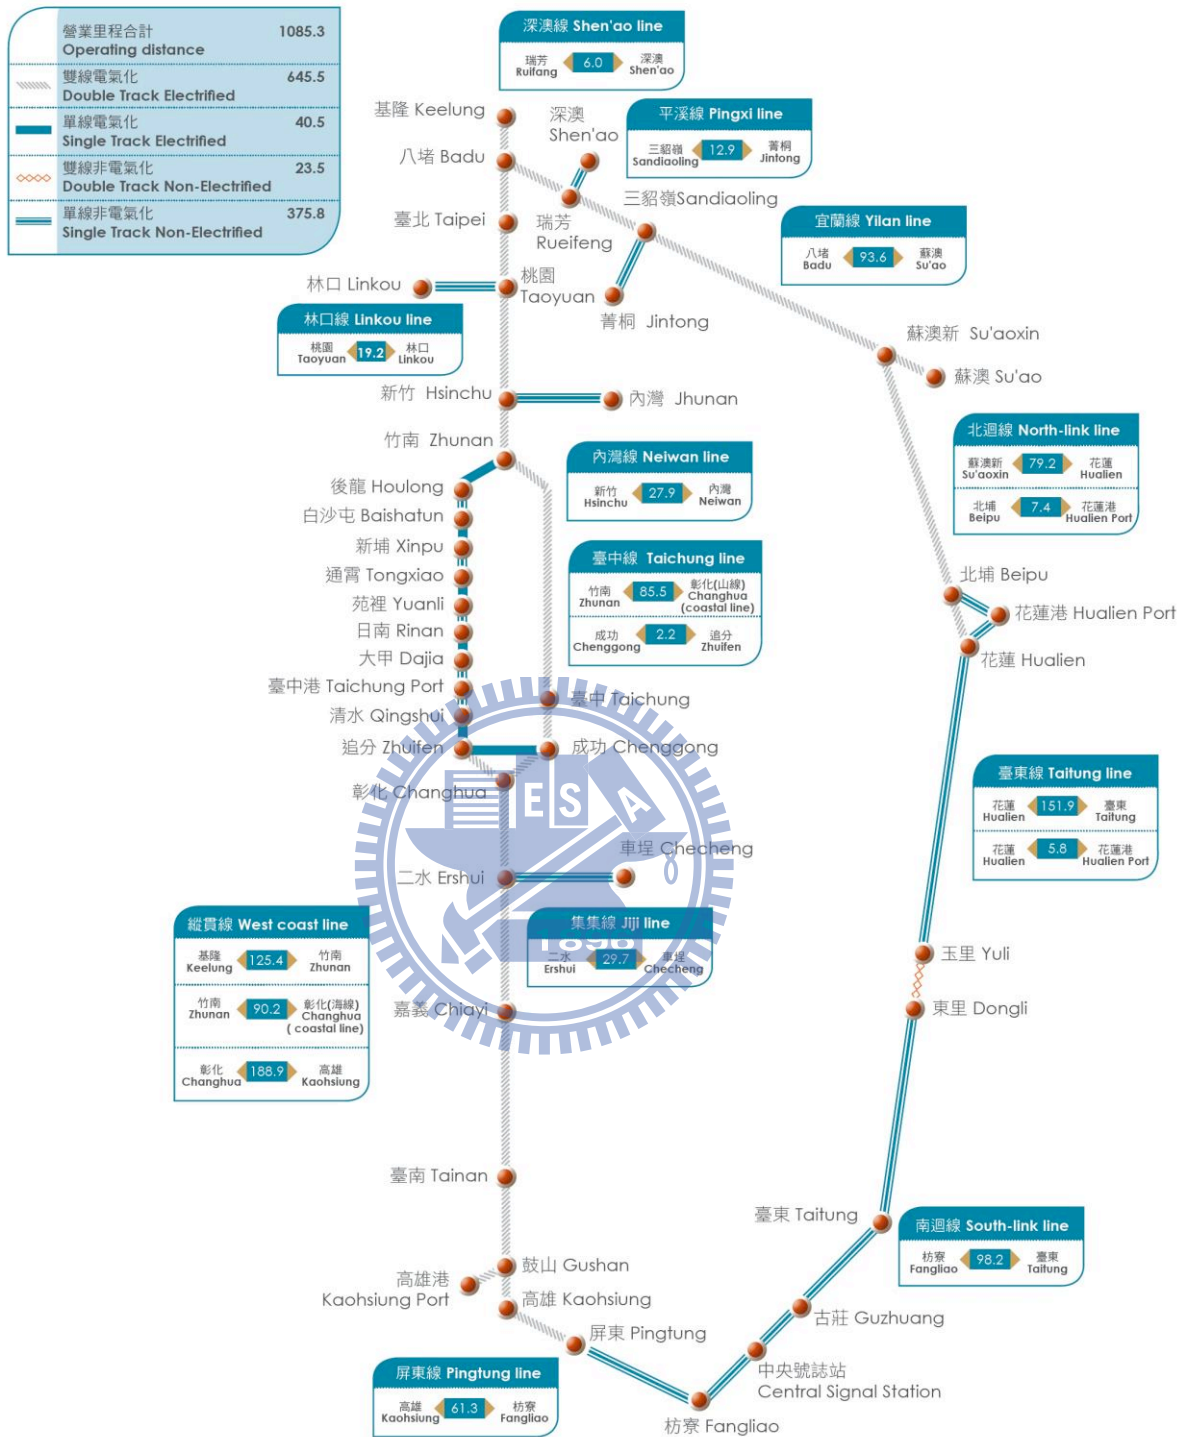 營業里程合計 1085.3
Operating distance
雙線電氣化 645.5
Double Track Electrified
單線電氣化 40.5
Single Track Electrified
雙線非電氣化 23.5
Double Track Non-Electrified
單線非電氣化 375.8
Single Track Non-Electrified
深澳線 Shen'ao line
瑞芳 6.0 深澳
Ruifang Shen'ao
平溪線 Pingxi line
三貂嶺 12.9 菁桐
Sandiaoling Jintong
基隆 Keelung
深澳
Shen'ao
八堵 Badu
三貂嶺Sandiaoling
臺北 Taipei
瑞芳
Rueifeng
宜蘭線 Yilan line
八堵 93.6 蘇澳
Badu Su'ao
林口 Linkou
桃園
Taoyuan
菁桐 Jintong
林口線 Linkou line
桃園 19.2 林口
Taoyuan Linkou
蘇澳新 Su'aoxin
蘇澳 Su'ao
新竹 Hsinchu
內灣 Jhunan
竹南 Zhunan
北迴線 North-link line
蘇澳新 79.2 花蓮
Su'aoxin Hualien
北埔 7.4 花蓮港
Beipu Hualien Port
內灣線 Neiwan line
新竹 27.9 內灣
Hsinchu Neiwan
後龍 Houlong
白沙屯 Baishatun
新埔 Xinpu
通霄 Tongxiao
苑裡 Yuanli
日南 Rinan
大甲 Dajia
臺中港 Taichung Port
清水 Qingshui
追分 Zhuifen
彰化 Changhua
臺中線 Taichung line
竹南 85.5 彰化(山線)
Zhunan Changhua
(coastal line)
成功 2.2 追分
Chenggong Zhuifen
北埔 Beipu
花蓮港 Hualien Port
花蓮 Hualien
臺中 Taichung
成功 Chenggong
臺東線 Taitung line
花蓮 151.9 臺東
Hualien Taitung
花蓮 5.8 花蓮港
Hualien Hualien Port
ESA
車埕 Checheng
二水 Ershui
集集線 Jiji line
二水 29.7 車埕
Ershui Checheng
1896
縱貫線 West coast line
基隆 125.4 竹南
Keelung Zhunan
竹南 90.2 彰化(海線)
Zhunan Changhua
( coastal line)
彰化 188.9 高雄
Changhua Kaohsiung
玉里 Yuli
東里 Dongli
嘉義 Chiayi
臺南 Tainan
臺東 Taitung
南迴線 South-link line
枋寮 98.2 臺東
Fangliao Taitung
鼓山 Gushan
高雄港
Kaohsiung Port
高雄 Kaohsiung
屏東 Pingtung
古莊 Guzhuang
中央號誌站
Central Signal Station
枋寮 Fangliao
屏東線 Pingtung line
高雄 61.3 枋寮
Kaohsiung Fangliao